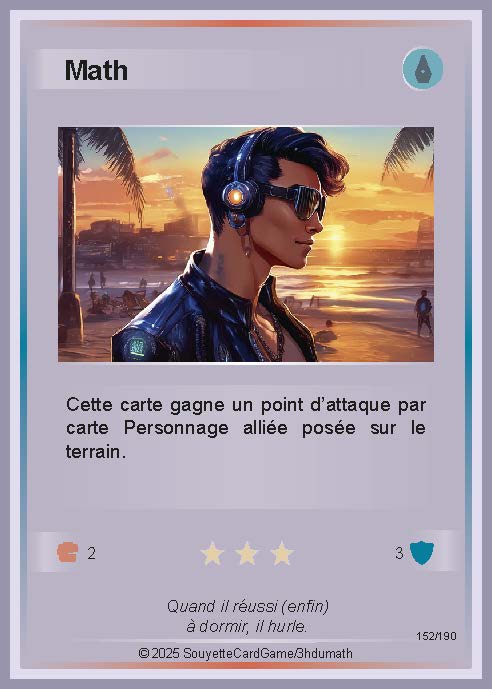 Math
Cette carte gagne un point d'attaque par
carte Personnage alliée posée sur le
terrain.
2
3
Quand il réussi (enfin)
à dormir, il hurle.
152/190
© 2025 SouyetteCardGame/3hdumath